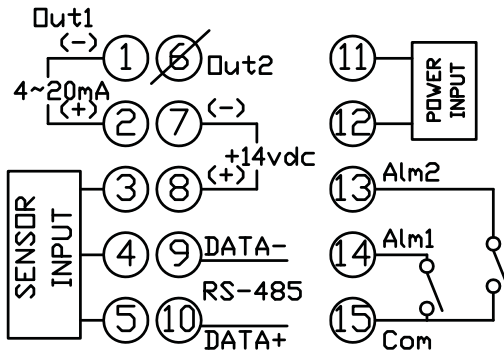 Out1
(-)
1
6
Out2
4~20mA
(+)
2
7
(-)
+14vdc
(+)
3
8
SENSOR
INPUT
4
9
DATA-
RS-485
5
10
DATA+
11
12
POWER
INPUT
13
Alm2
14
Alm1
15
Com